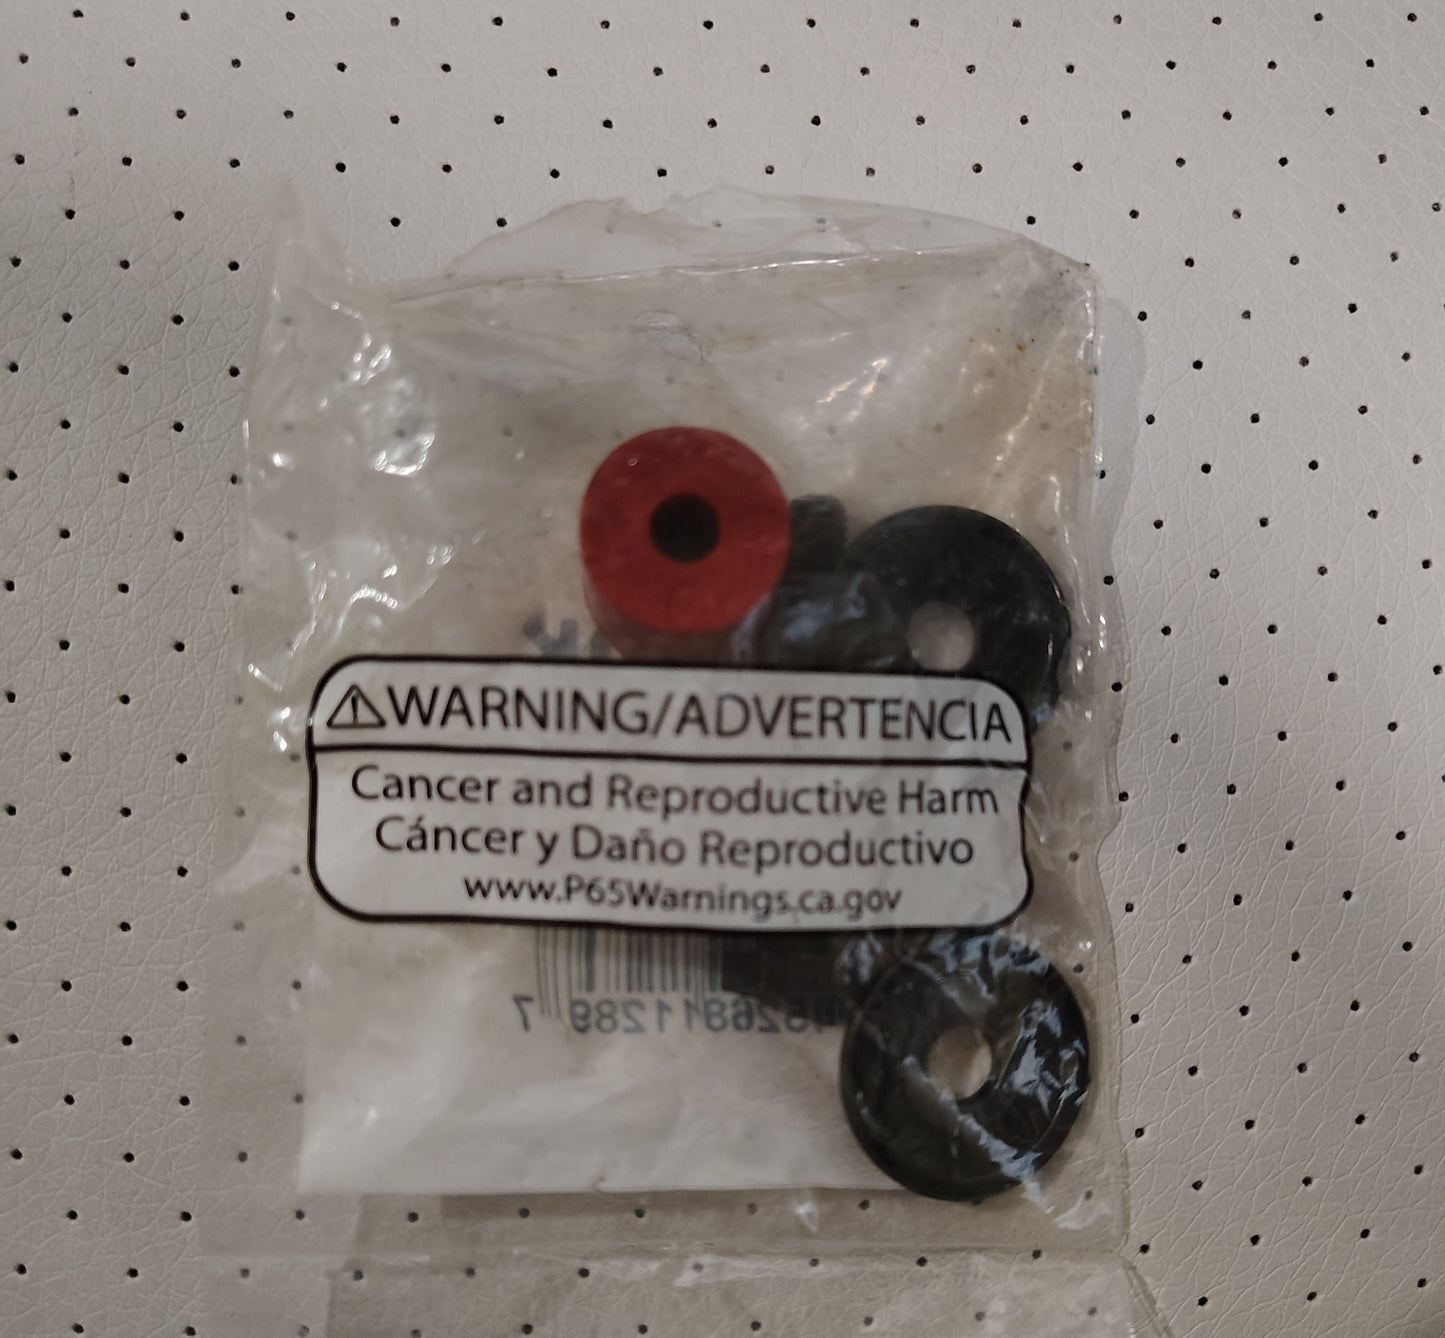 WARNING/ADVERTENCIA
Cancer and Reproductive Harm
Cáncer y Daño Reproductivo
www.P65Warnings.ca.gov